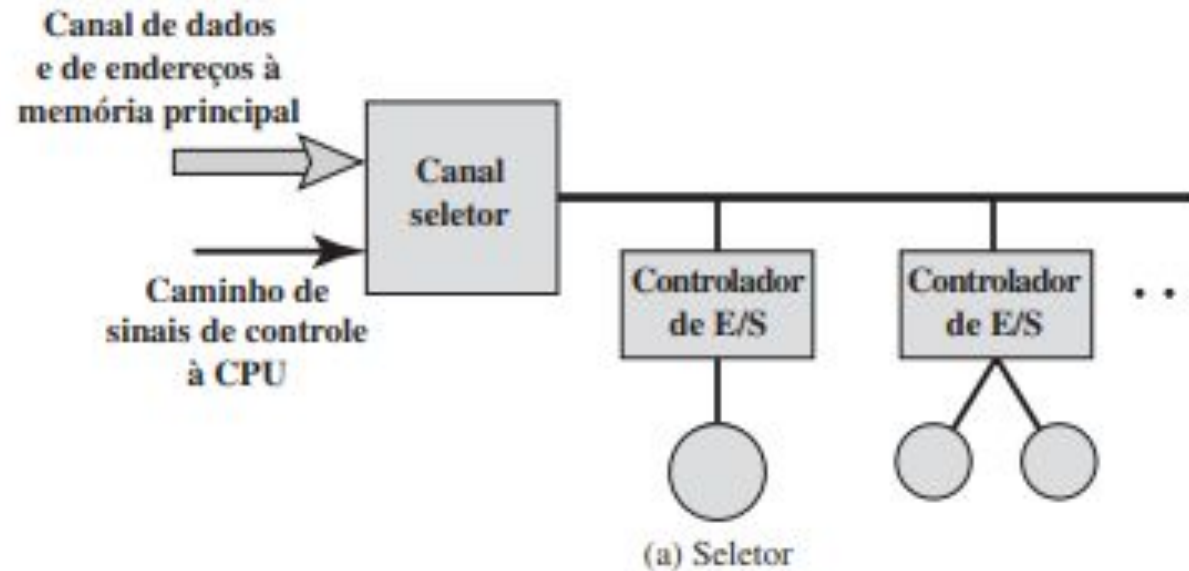 Canal de dados
e de endereços à
memória principal
Canal
seletor
Caminho de
sinais de controle
à CPU
Controlador
de E/S
Controlador
de E/S
(a) Seletor